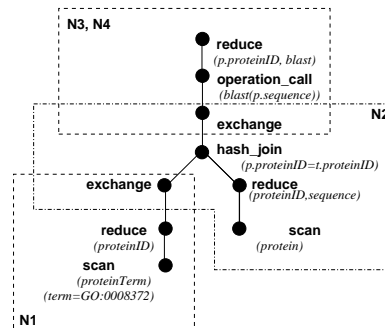 N3, N4
reduce
(p.proteinID, blast)
operation_call
(blast(p.sequence))
N2
exchange
hash_join
(p.proteinID=t.proteinID)
exchange
reduce
(proteinID,sequence)
reduce
(proteinID)
scan
(protein)
scan
(proteinTerm)
(term=GO:0008372)
N1